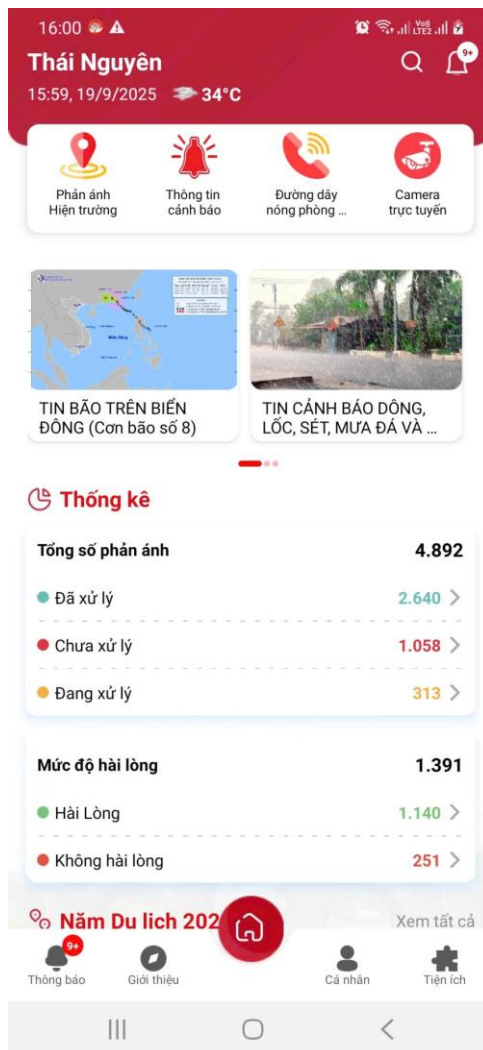 16:00
Thái Nguyên
9+
15:59, 19/9/2025 34°C
Phản ánh
Hiện trường
Thông tin
cảnh báo
Đường dây
nóng phòng ...
Camera
trực tuyến
TIN BÃO TRÊN BIỂN
ĐÔNG (Cơn bão số 8)
TIN CẢNH BÁO DÔNG,
LỐC, SÉT, MƯA ĐÁ VÀ ...
Thống kê
Tổng số phản ánh 4.892
Đã xử lý 2.640
Chưa xử lý 1.058
Đang xử lý 313
Mức độ hài lòng 1.391
Hài Lòng 1.140
Không hài lòng 251
Năm Du lich 202
Xem tất cả
9+
Thông báo
Giới thiệu
Cá nhân
Tiện ích